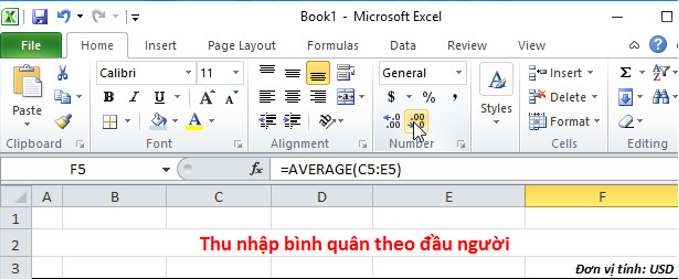 Book1 - Microsoft Excel
File Home Insert Page Layout Formulas Data Review View
Paste
Calibri 11
B I U A A
General
$ % ,
Styles
Insert
Delete
Format
Clipboard Font Alignment Number Cells Editing
F5 fx =AVERAGE(C5:E5)
A B C D E F
1
2 Thu nhập bình quân theo đầu người
3 Đơn vị tính: USD